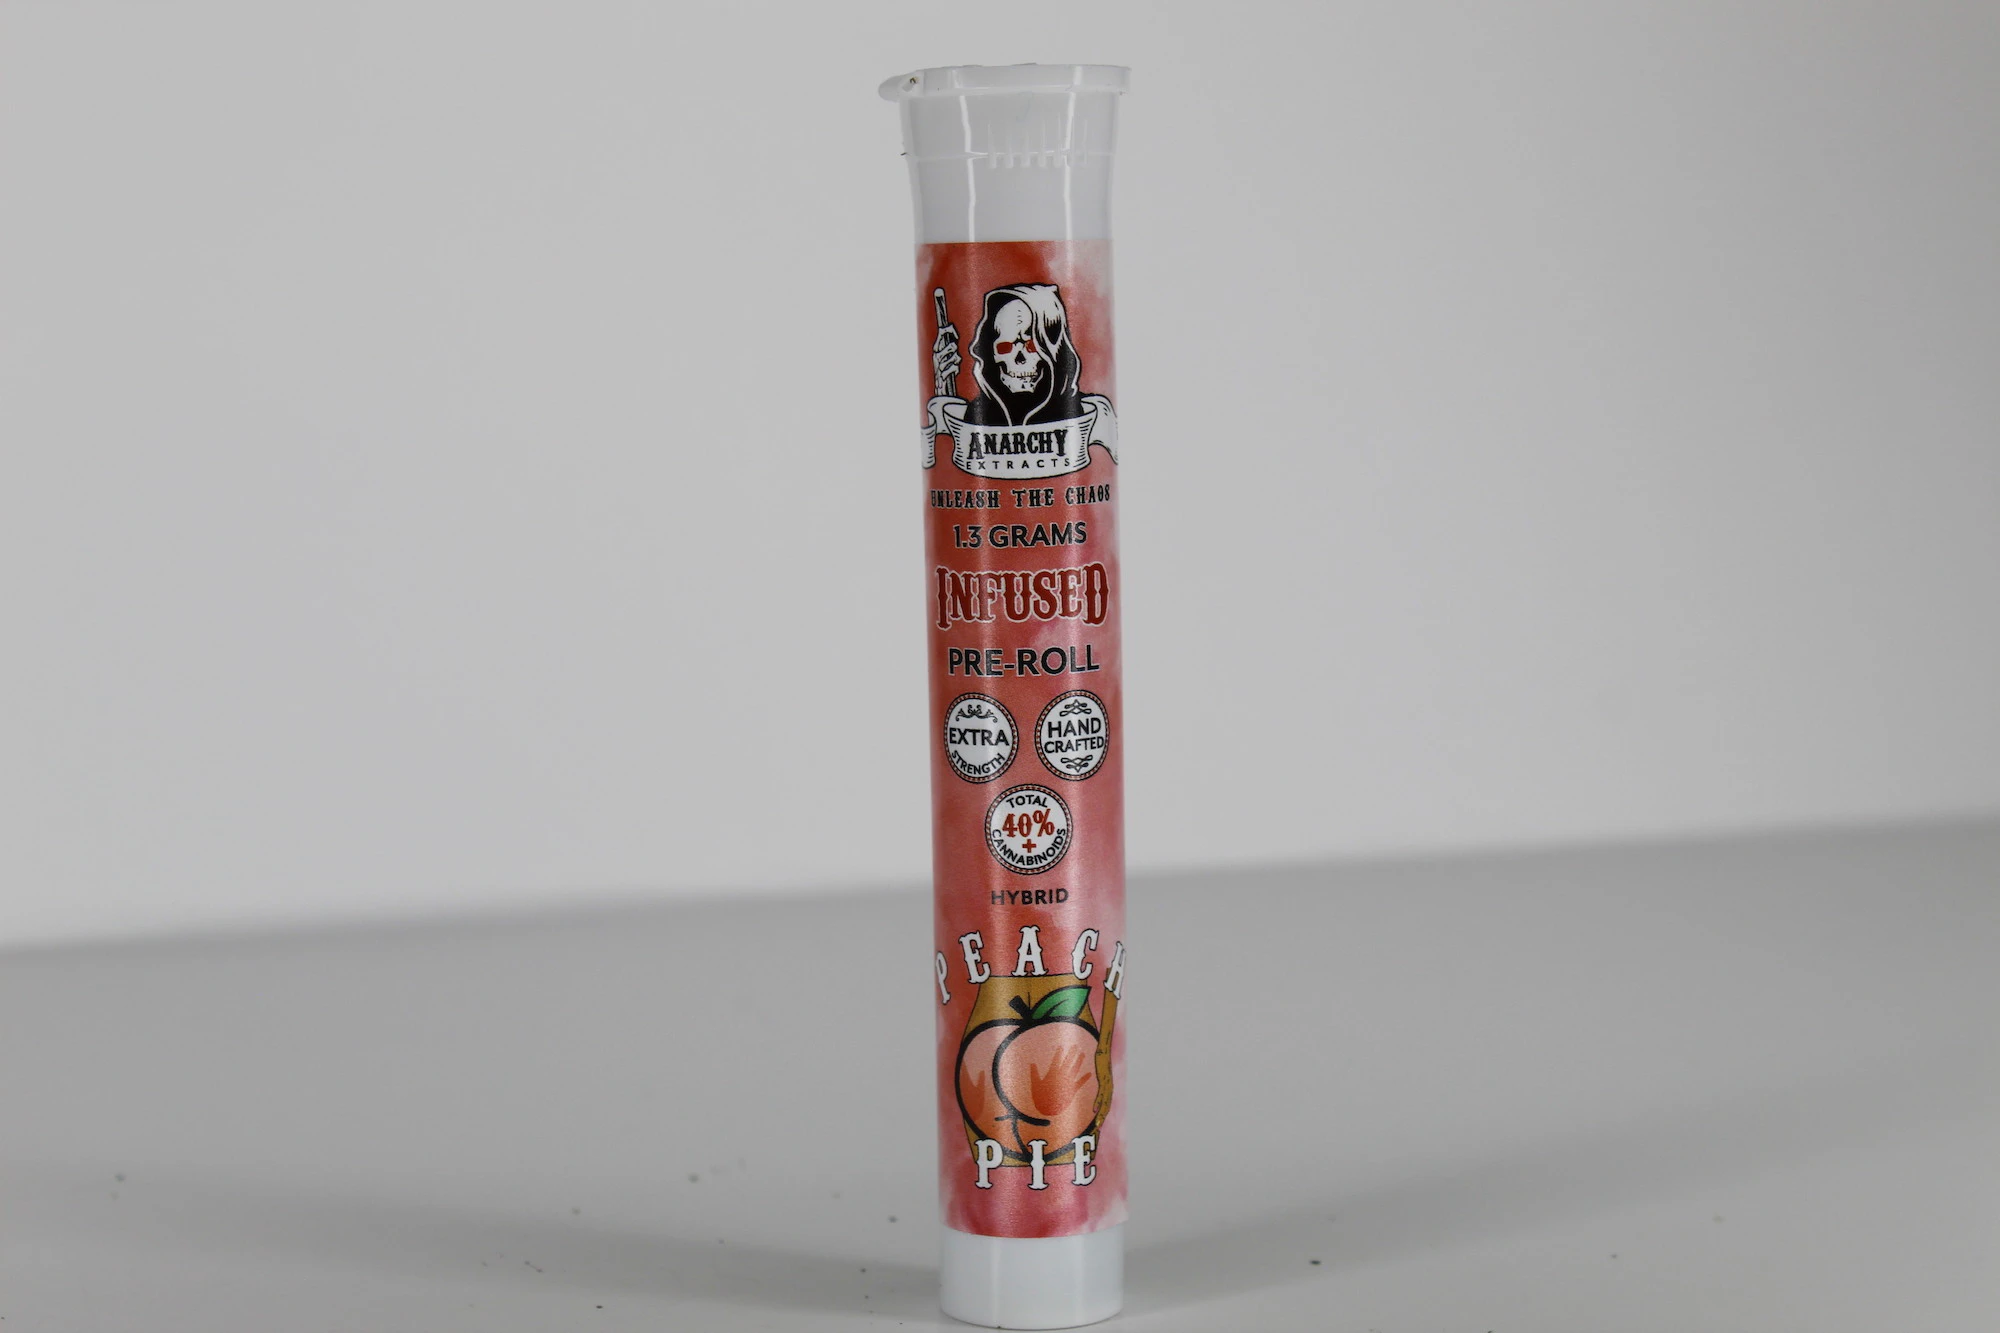 ANARCHY
EXTRACTS
UNLEASH THE CHAOS
1.3 GRAMS
INFUSED
PRE-ROLL
EXTRA
STRENGTH
HAND
CRAFTED
TOTAL
40%
+
CANNABINOIDS
HYBRID
PEACH
PIE